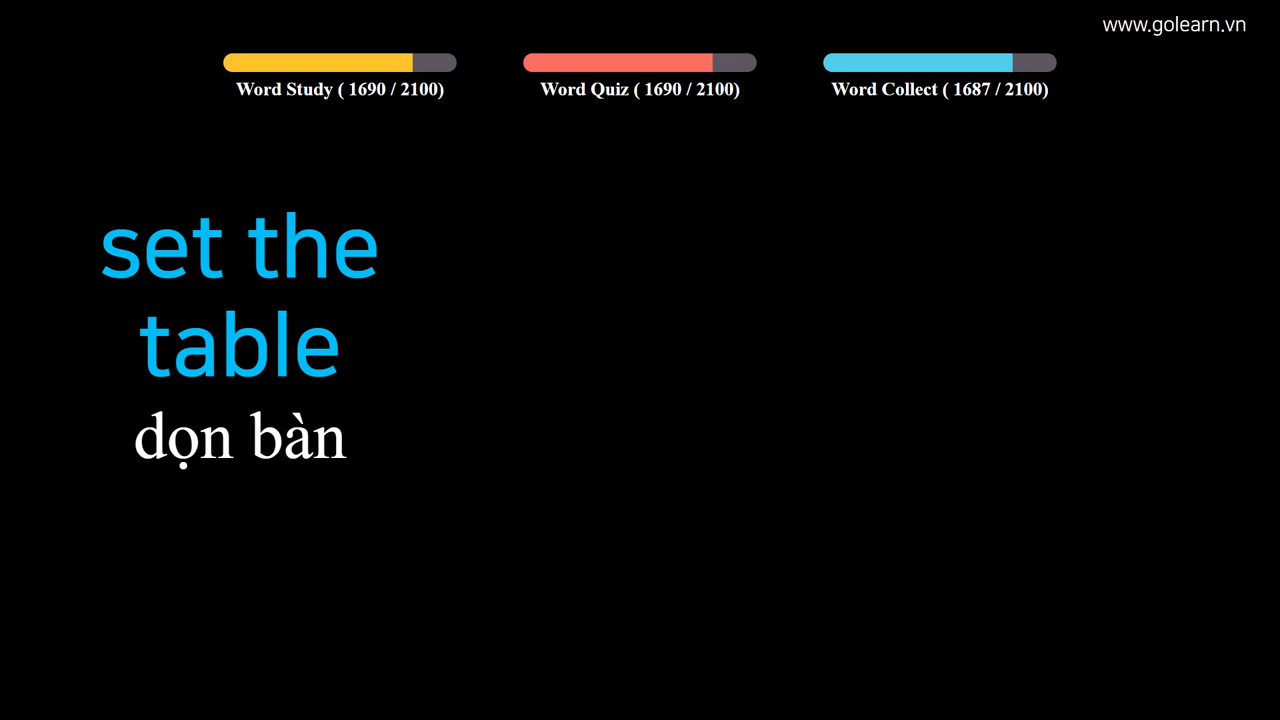 www.golearn.vn
Word Study ( 1690 / 2100)
Word Quiz ( 1690 / 2100)
Word Collect ( 1687 / 2100)
set the
table
dọn bàn